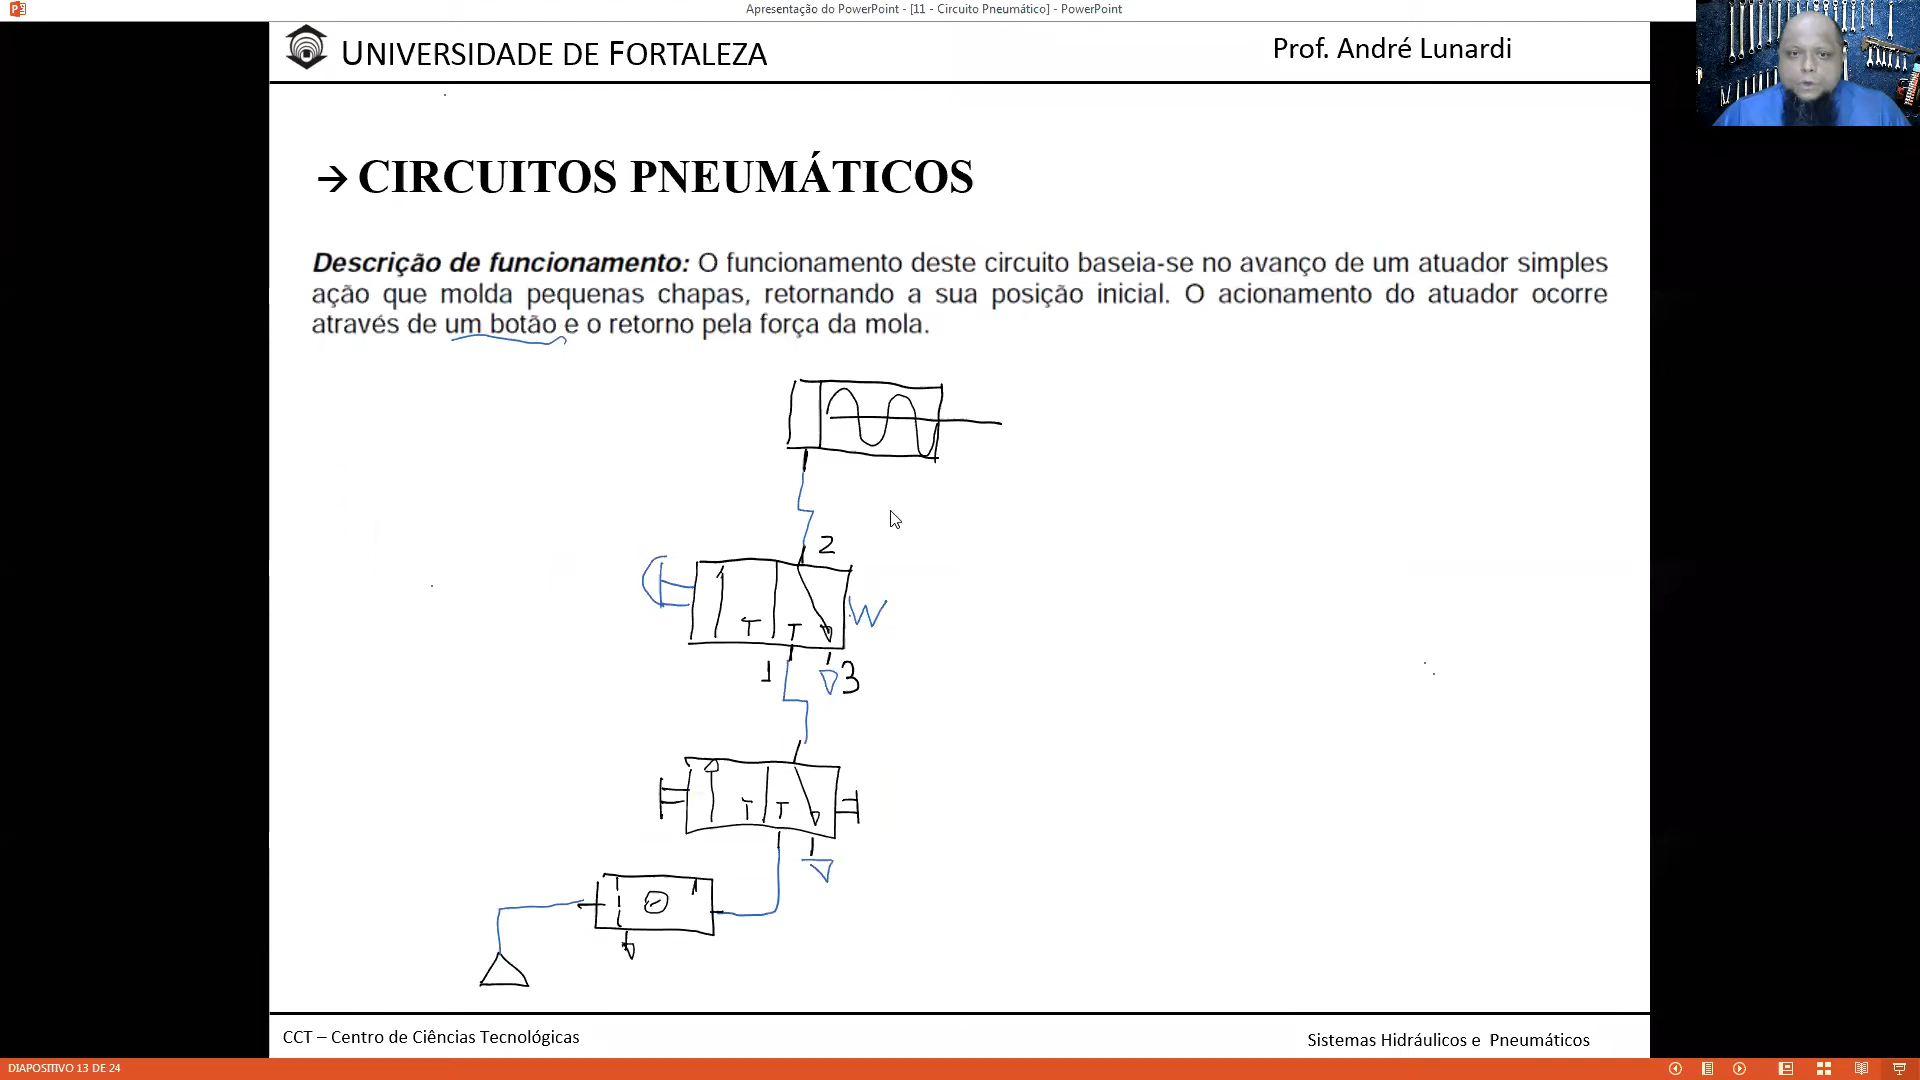 Apresentação do PowerPoint - [11 - Circuito Pneumático] - PowerPoint
UNIVERSIDADE DE FORTALEZA
Prof. André Lunardi
→ CIRCUITOS PNEUMÁTICOS
Descrição de funcionamento: O funcionamento deste circuito baseia-se no avanço de um atuador simples
ação que molda pequenas chapas, retornando a sua posição inicial. O acionamento do atuador ocorre
através de um botão e o retorno pela força da mola.
2
1
3
CCT – Centro de Ciências Tecnológicas
Sistemas Hidráulicos e Pneumáticos
DIAPOSITIVO 13 DE 24